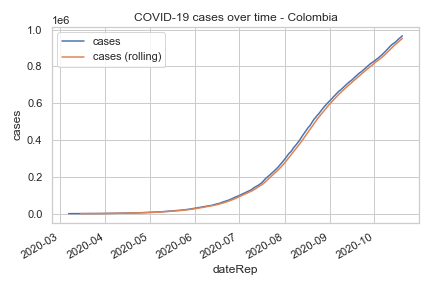 COVID-19 cases over time - Colombia
1e6
cases
cases (rolling)
1.0
0.8
0.6
0.4
0.2
0.0
cases
2020-03
2020-04
2020-05
2020-06
2020-07
2020-08
2020-09
2020-10
dateRep